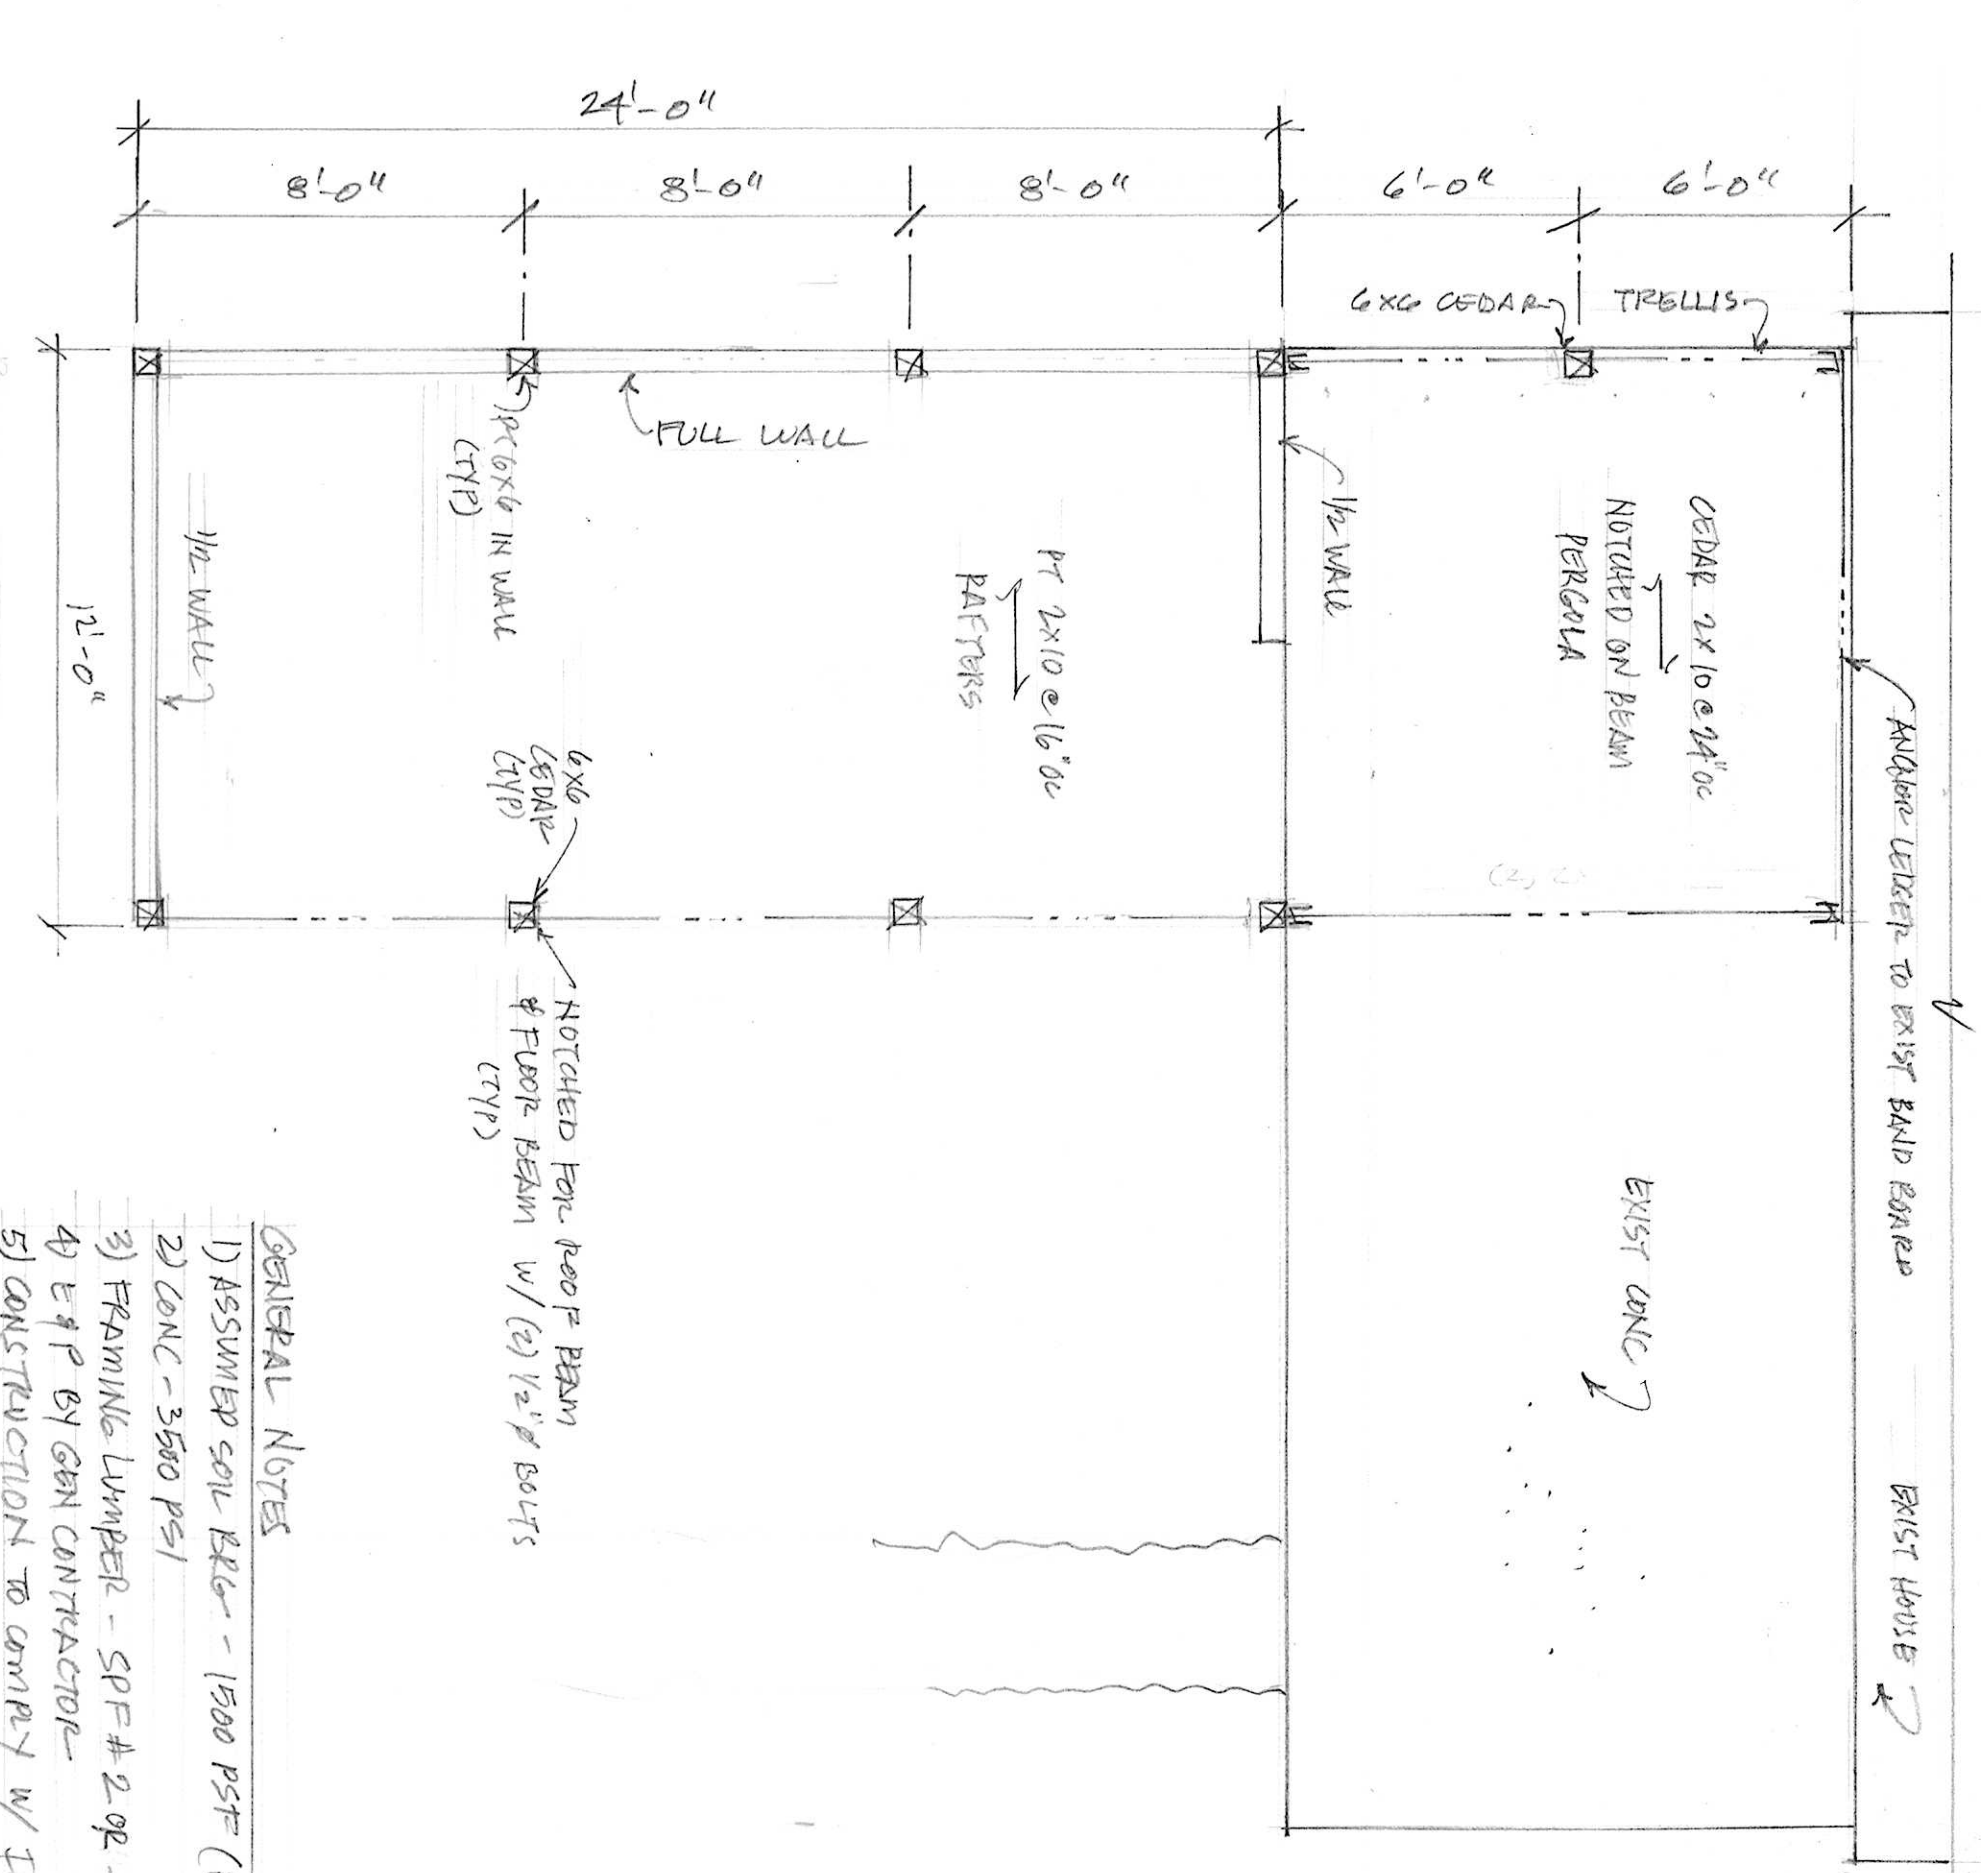 24'-0"
8'-0"
8'-0"
8'-0"
6'-0"
6'-0"
6X6 CEDAR
TRELLIS
FULL WALL
PT 6X6 IN WALL
(TYP)
1/2 WALL
12'-0"
1/2 WALL
PT 2X10 @ 16" OC
RAFTERS
CEDAR 2X10 @ 24" OC
NOTCHED ON BEAM
PERGOLA
6X6
CEDAR
(TYP)
ANCHOR LEDGER TO EXIST BAND BOARD
NOTCHED FOR ROOF BEAM
& FLOOR BEAM W/ (2) 1/2"ø BOLTS
(TYP)
EXIST CONC
EXIST HOUSE
GENERAL NOTES
1) ASSUMED SOIL BRG - 1500 PSF (
2) CONC - 3500 PSI
3) FRAMING LUMBER - SPF # 2 OR
4) E & P BY GEN CONTRACTOR
5) CONSTRUCTION TO COMPLY W/ I